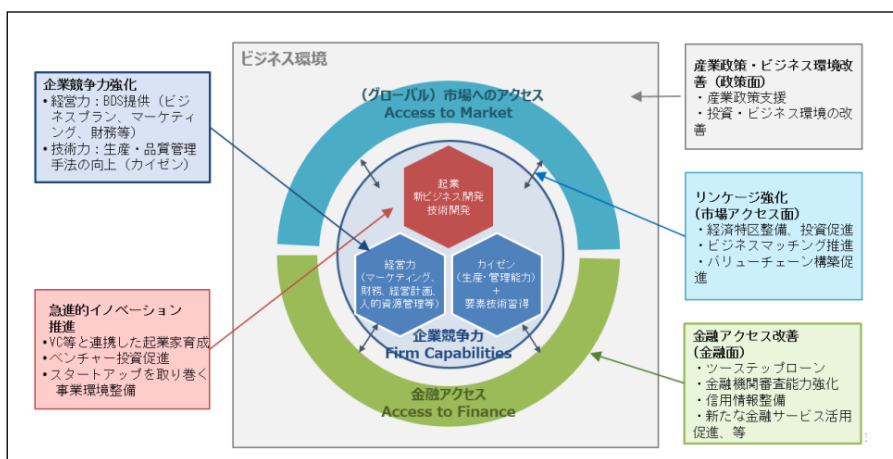 ビジネス環境
企業競争力強化
•経営力：BDS提供（ビジ
ネスプラン、マーケティ
ング、財務等）
•技術力：生産・品質管理
手法の向上（カイゼン）
急進的イノベーション
推進
•VC等と連携した起業家育成
•ベンチャー投資促進
•スタートアップを取り巻く
事業環境整備
（グローバル）市場へのアクセス
Access to Market
起業
新ビジネス開発
技術開発
経営力
（マーケティング、
財務、経営計画、
人的資源管理等）
カイゼン
（生産・管理能力）
＋
要素技術習得
企業競争力
Firm Capabilities
金融アクセス
Access to Finance
産業政策・ビジネス環境改
善（政策面）
・産業政策支援
・投資・ビジネス環境の改
善
リンケージ強化
(市場アクセス面)
・経済特区整備、投資促進
・ビジネスマッチング推進
・バリューチェーン構築促
進
金融アクセス改善
(金融面)
・ツーステップローン
・金融機関審査能力強化
・信用情報整備
・新たな金融サービス活用
促進、等